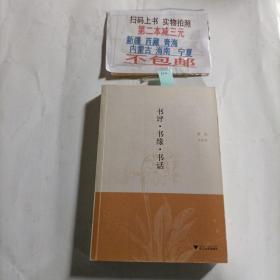 扫码上书 实物拍照
第二本减三元
新疆 西藏 青海
内蒙古 海南 宁夏
不包邮
书评·书缘·书话